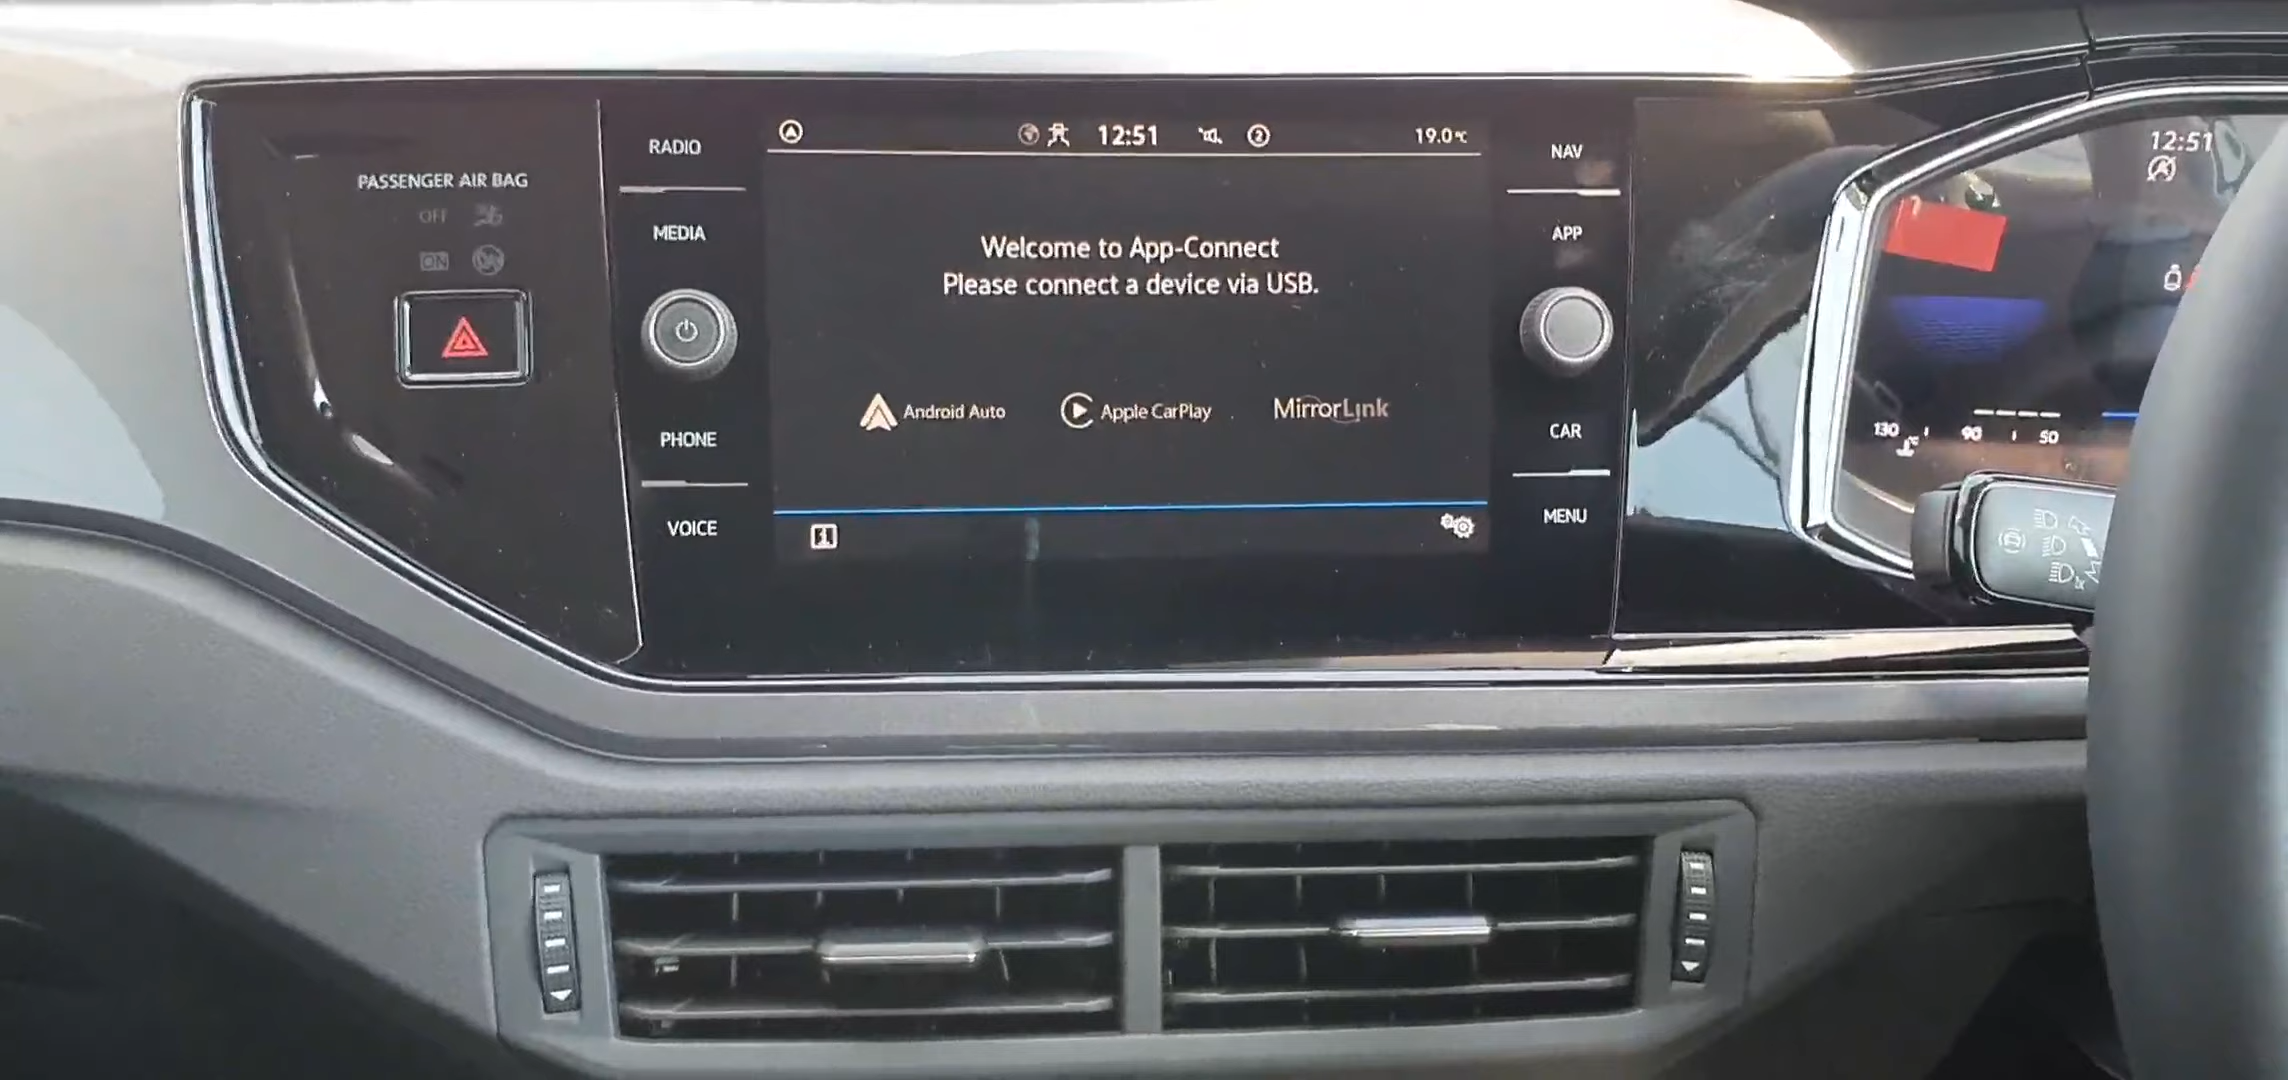 PASSENGER AIR BAG
OFF
ON
RADIO
MEDIA
PHONE
VOICE
12:51
2
19.0°C
Welcome to App-Connect
Please connect a device via USB.
Android Auto
Apple CarPlay
MirrorLink
NAV
APP
CAR
MENU
12:51
130 90 50